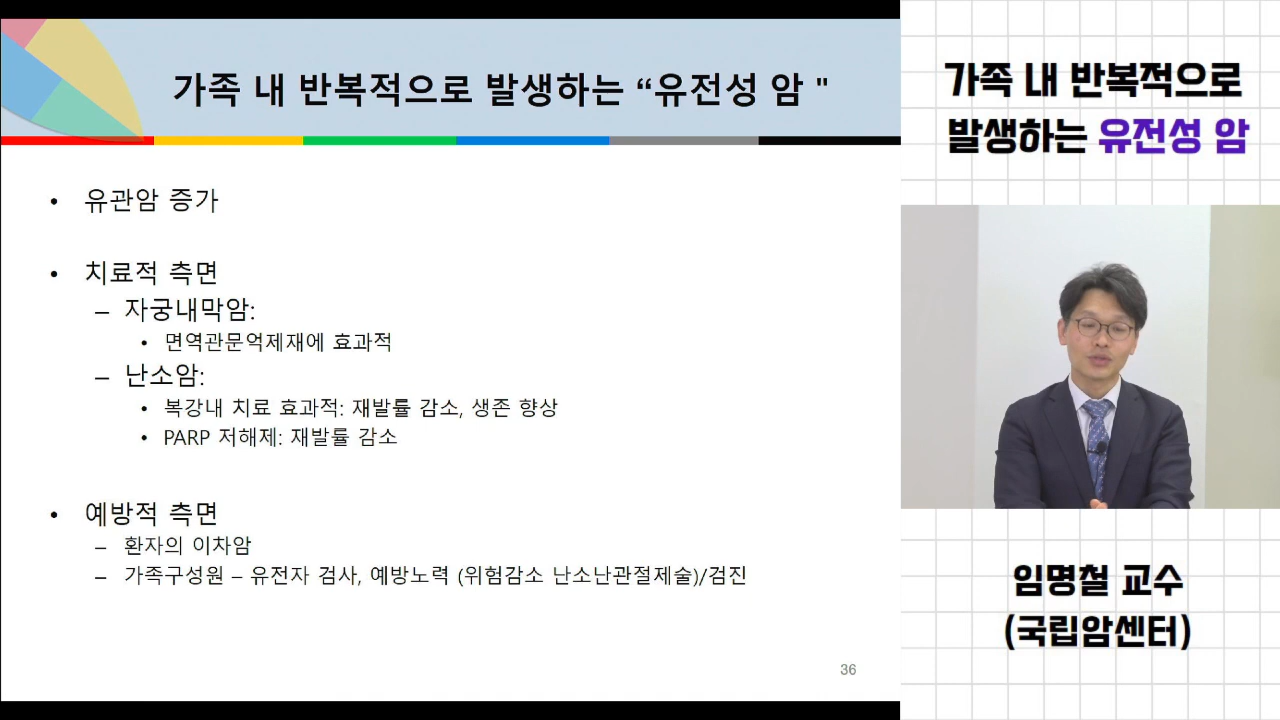 가족 내 반복적으로 발생하는 “유전성 암 "
• 유관암 증가
• 치료적 측면
– 자궁내막암:
• 면역관문억제재에 효과적
– 난소암:
• 복강내 치료 효과적: 재발률 감소, 생존 향상
• PARP 저해제: 재발률 감소
• 예방적 측면
– 환자의 이차암
– 가족구성원 – 유전자 검사, 예방노력 (위험감소 난소난관절제술)/검진
36
가족 내 반복적으로
발생하는 유전성 암
임명철 교수
(국립암센터)